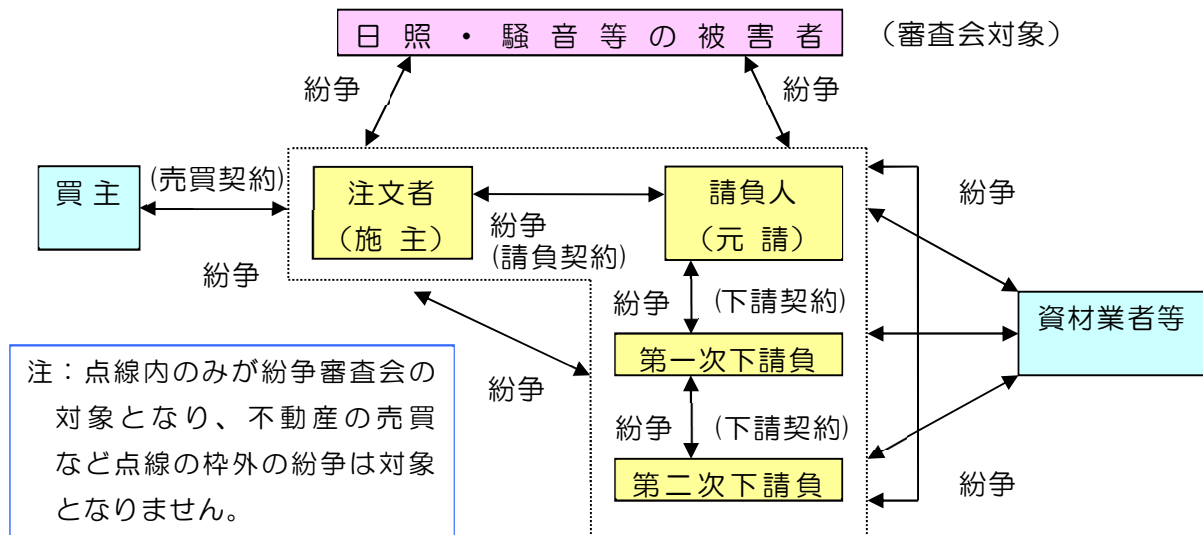 日照・騒音等の被害者
（審査会対象）
紛争
紛争
買主
(売買契約)
紛争
注文者
（施主）
紛争
(請負契約)
請負人
（元請）
紛争
紛争
(下請契約)
第一次下請負
紛争
(下請契約)
第二次下請負
紛争
資材業者等
紛争
注：点線内のみが紛争審査会の
対象となり、不動産の売買
など点線の枠外の紛争は対象
となりません。